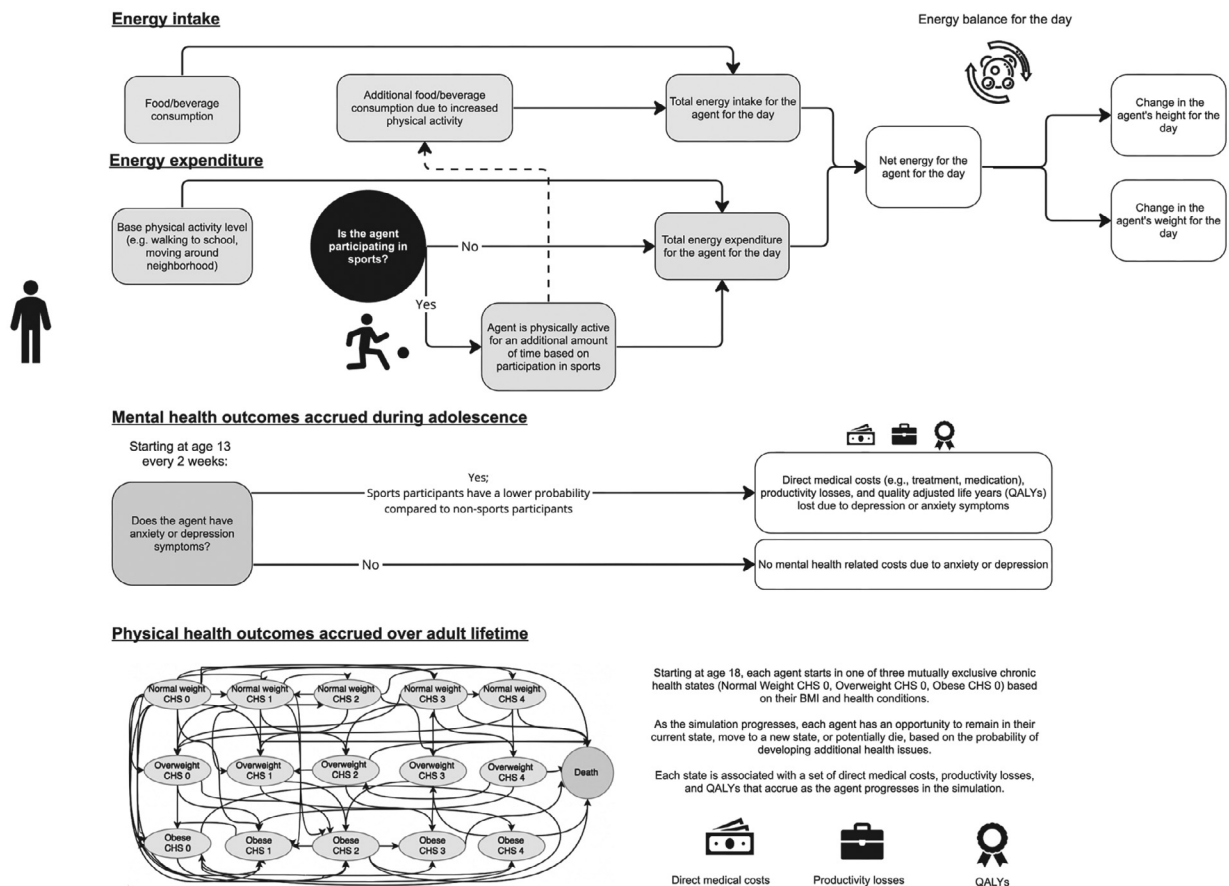 Energy intake
Energy balance for the day
Food/beverage
consumption
Additional food/beverage
consumption due to increased
physical activity
Total energy intake for the
agent for the day
Change in the
agent's height for the
day
Energy expenditure
Net energy for the
agent for the day
Base physical activity level
(e.g. walking to school,
moving around
neighborhood)
Is the agent
participating in
sports?
No
Total energy expenditure
for the agent for the day
Change in the
agent's weight for the
day
Yes
Agent is physically active
for an additional amount
of time based on
participation in sports
Mental health outcomes accrued during adolescence
Starting at age 13
every 2 weeks:
Does the agent have
anxiety or depression
symptoms?
Yes;
Sports participants have a lower probability
compared to non-sports participants
Direct medical costs (e.g., treatment, medication),
productivity losses, and quality adjusted life years (QALYs)
lost due to depression or anxiety symptoms
No
No mental health related costs due to anxiety or depression
Physical health outcomes accrued over adult lifetime
Normal weight
CHS 0
Normal weight
CHS 1
Normal weight
CHS 2
Normal weight
CHS 3
Normal weight
CHS 4
Overweight
CHS 0
Overweight
CHS 1
Overweight
CHS 2
Overweight
CHS 3
Overweight
CHS 4
Death
Obese
CHS 0
Obese
CHS 1
Obese
CHS 2
Obese
CHS 3
Obese
CHS 4
Starting at age 18, each agent starts in one of three mutually exclusive chronic
health states (Normal Weight CHS 0, Overweight CHS 0, Obese CHS 0) based
on their BMI and health conditions.
As the simulation progresses, each agent has an opportunity to remain in their
current state, move to a new state, or potentially die, based on the probability of
developing additional health issues.
Each state is associated with a set of direct medical costs, productivity losses,
and QALYs that accrue as the agent progresses in the simulation.
Direct medical costs
Productivity losses
QALYs